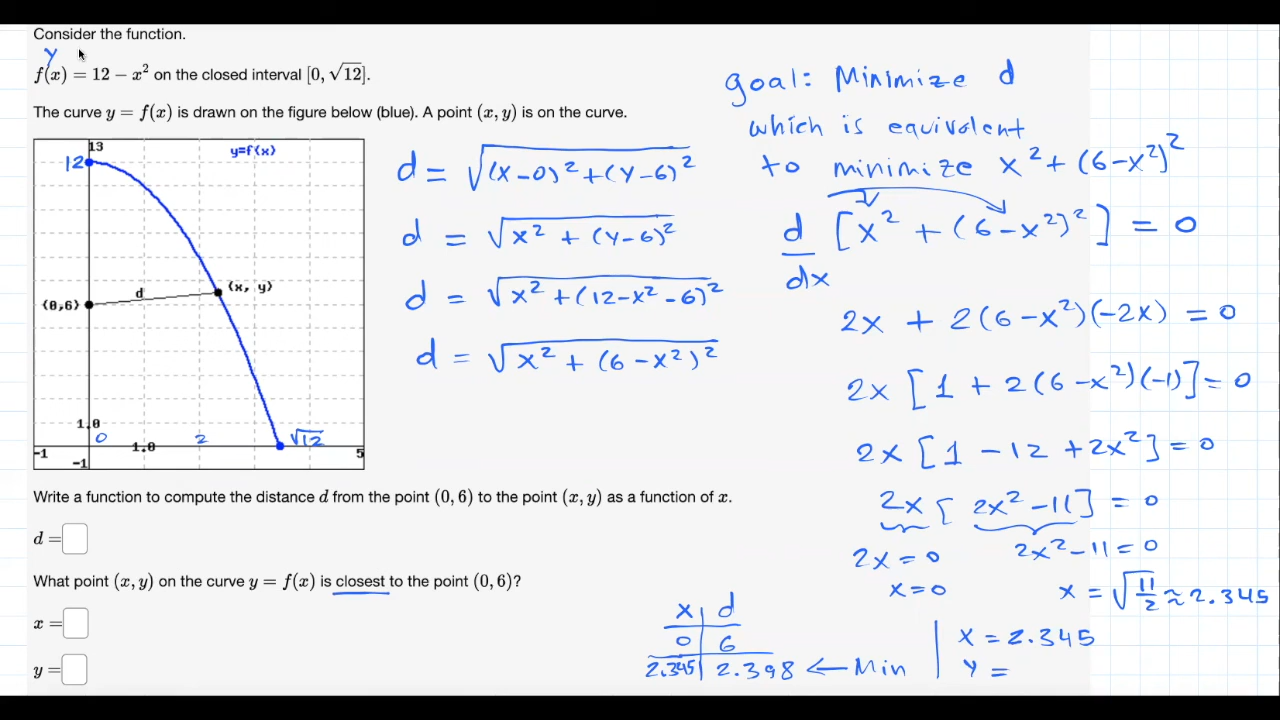 Consider the function.
y
f(x) = 12 − x² on the closed interval [0, √12].
The curve y = f(x) is drawn on the figure below (blue). A point (x, y) is on the curve.
13
12
y=f(x)
(x, y)
d
(0,6)
1.0
0
2
√12
-1
1.0
5
-1
d = √((x-0)² + (y-6)²)
d = √(x² + (y-6)²)
d = √(x² + (12-x²-6)²)
d = √(x² + (6-x²)²)
goal: Minimize d
which is equivalent
to minimize x² + (6-x²)²
d/dx [x² + (6-x²)²] = 0
2x + 2(6-x²)(-2x) = 0
2x [1 + 2(6-x²)(-1)] = 0
2x [1 - 12 + 2x²] = 0
2x [2x² - 11] = 0
2x = 0
2x² - 11 = 0
x = 0
x = √(11/2) ≈ 2.345
Write a function to compute the distance d from the point (0, 6) to the point (x, y) as a function of x.
d =
What point (x, y) on the curve y = f(x) is closest to the point (0, 6)?
x =
y =
x d
0 6
2.345 2.398 ← Min
x = 2.345
y =